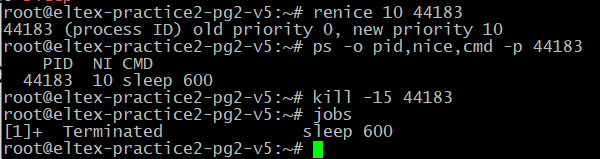 root@eltex-practice2-pg2-v5:~# renice 10 44183
44183 (process ID) old priority 0, new priority 10
root@eltex-practice2-pg2-v5:~# ps -o pid,nice,cmd -p 44183
    PID  NI CMD
  44183  10 sleep 600
root@eltex-practice2-pg2-v5:~# kill -15 44183
root@eltex-practice2-pg2-v5:~# jobs
[1]+  Terminated              sleep 600
root@eltex-practice2-pg2-v5:~#